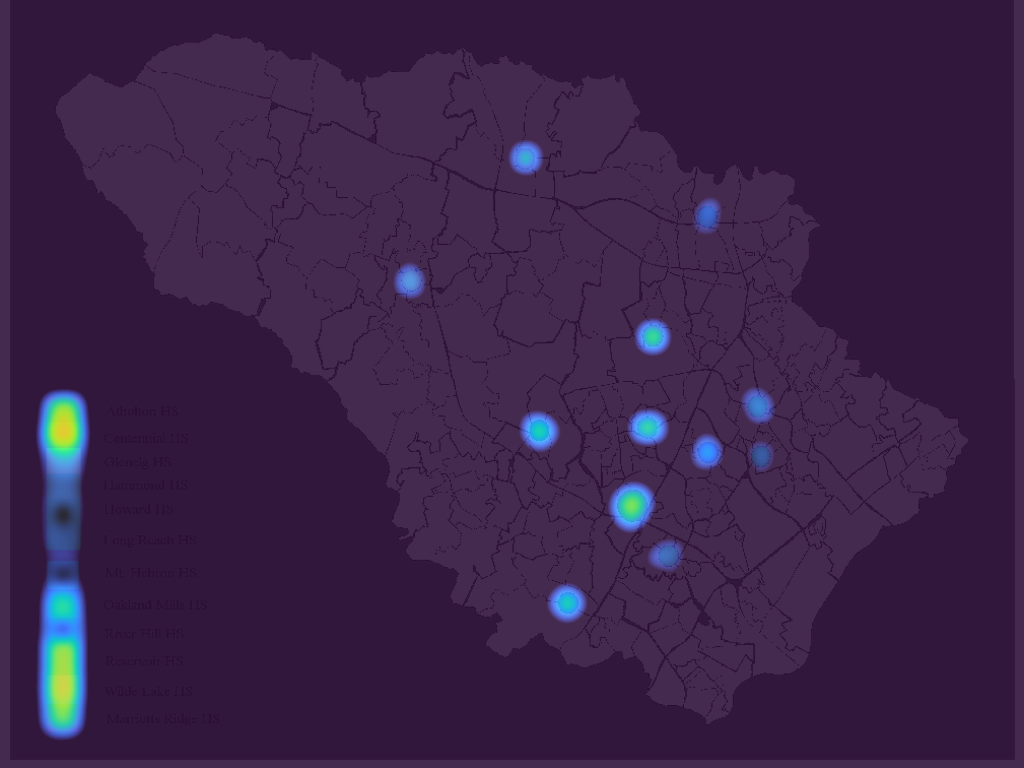 Atholton HS
Centennial HS
Glenelg HS
Hammond HS
Howard HS
Long Reach HS
Mt. Hebron HS
Oakland Mills HS
River Hill HS
Reservoir HS
Wilde Lake HS
Marriotts Ridge HS